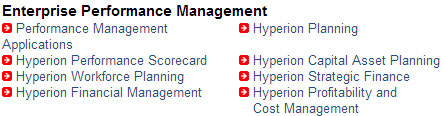 Enterprise Performance Management
Performance Management
Applications
Hyperion Performance Scorecard
Hyperion Workforce Planning
Hyperion Financial Management
Hyperion Planning
Hyperion Capital Asset Planning
Hyperion Strategic Finance
Hyperion Profitability and
Cost Management